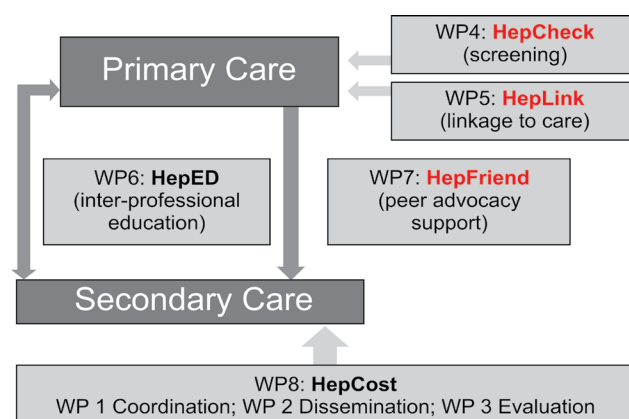 WP4: HepCheck
(screening)
Primary Care
WP5: HepLink
(linkage to care)
WP6: HepED
(inter-professional
education)
WP7: HepFriend
(peer advocacy
support)
Secondary Care
WP8: HepCost
WP 1 Coordination; WP 2 Dissemination; WP 3 Evaluation